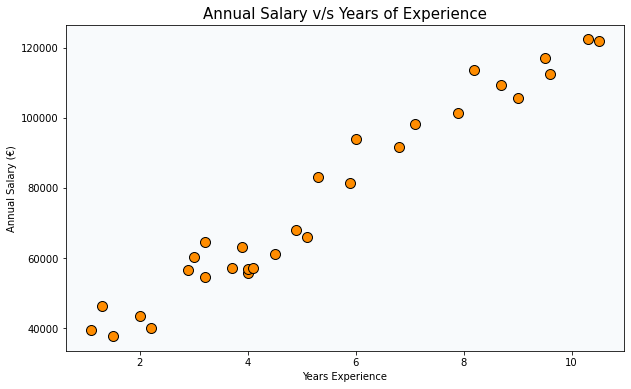 Annual Salary v/s Years of Experience
120000
100000
80000
60000
40000
Annual Salary (€)
2 4 6 8 10
Years Experience